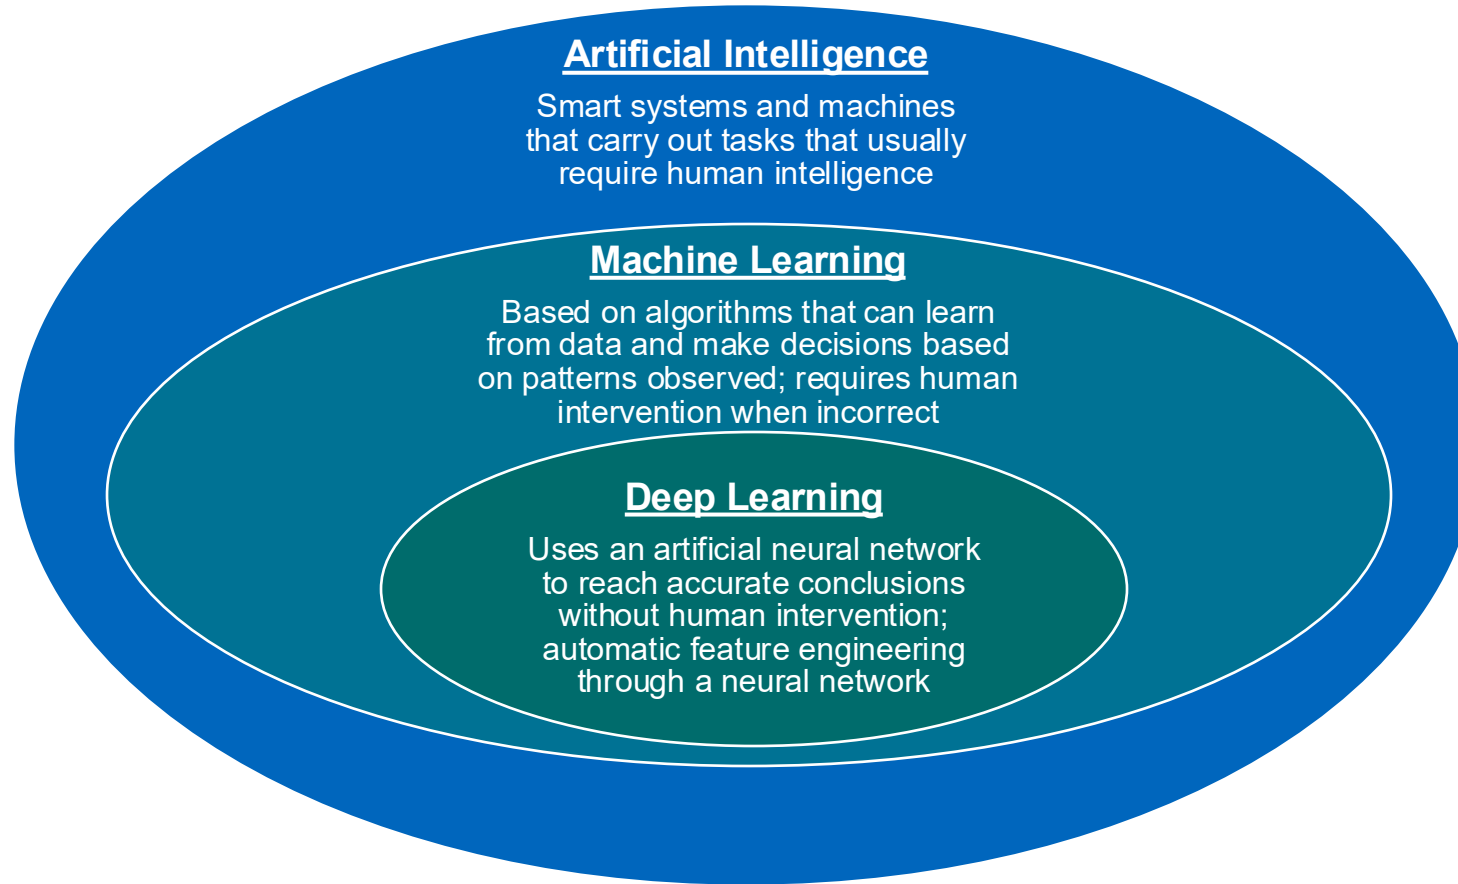 Artificial Intelligence
Smart systems and machines
that carry out tasks that usually
require human intelligence
Machine Learning
Based on algorithms that can learn
from data and make decisions based
on patterns observed; requires human
intervention when incorrect
Deep Learning
Uses an artificial neural network
to reach accurate conclusions
without human intervention;
automatic feature engineering
through a neural network